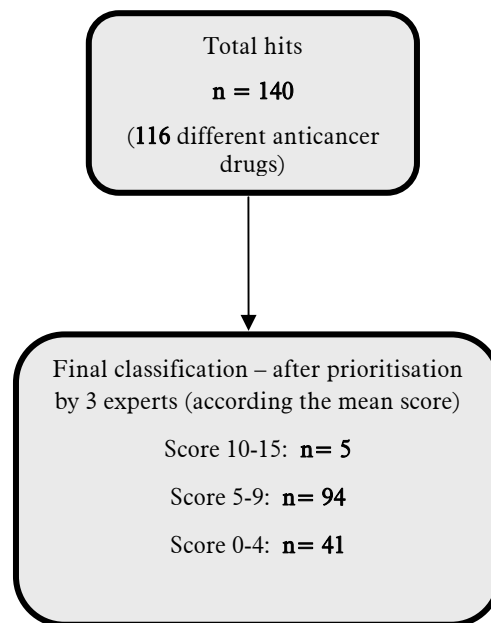 Total hits
n = 140
(116 different anticancer
drugs)
Final classification – after prioritisation
by 3 experts (according the mean score)
Score 10-15: n= 5
Score 5-9: n= 94
Score 0-4: n= 41